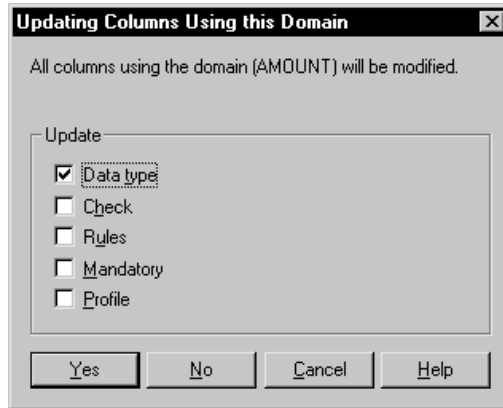 Updating Columns Using this Domain
All columns using the domain (AMOUNT) will be modified.
Update
Data type
Check
Rules
Mandatory
Profile
Yes No Cancel Help